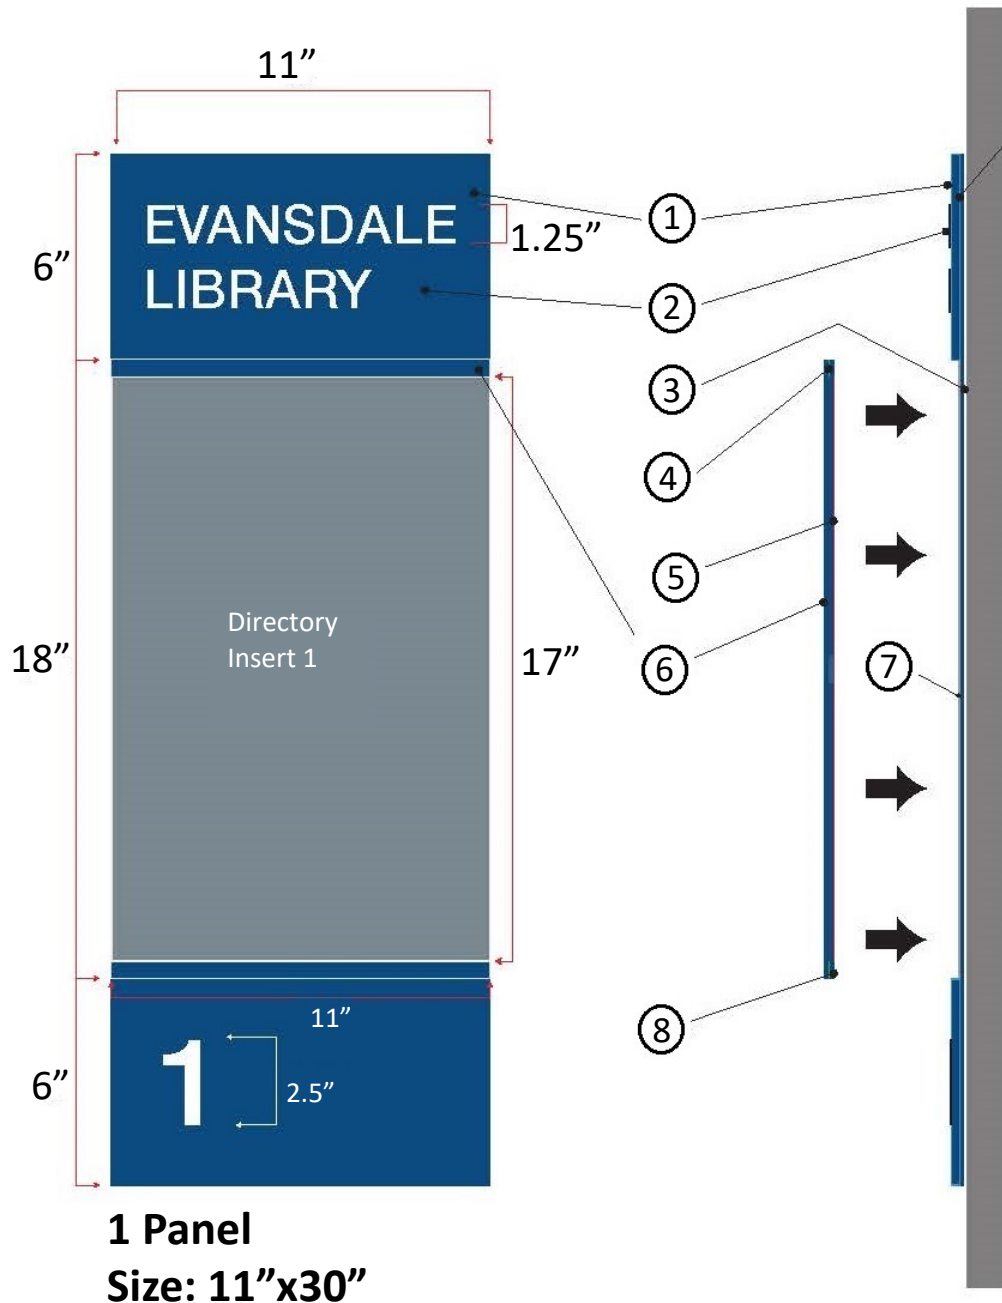 11”
EVANSDALE
LIBRARY
1.25”
6”
1
2
3
4
5
6
7
8
Directory
Insert 1
18”
17”
11”
1
2.5”
6”
1 Panel
Size: 11”x30”